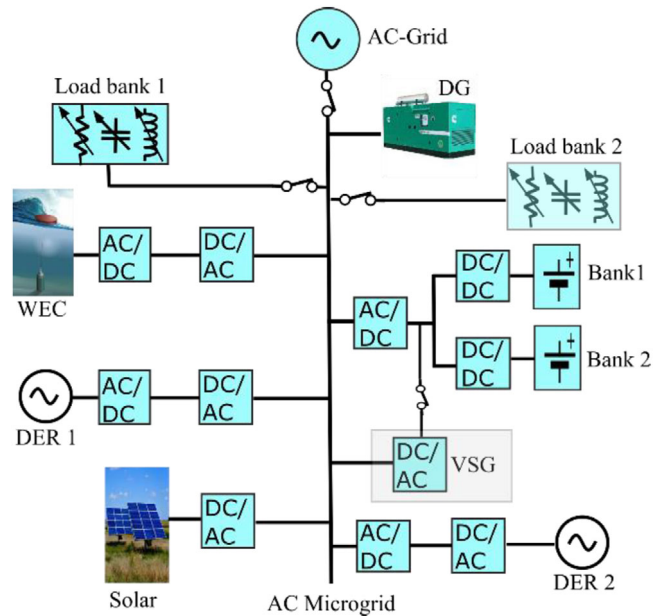 AC-Grid
Load bank 1
DG
Load bank 2
AC/
DC
DC/
AC
WEC
DC/
DC
Bank1
AC/
DC
DC/
DC
Bank 2
AC/
DC
DC/
AC
DER 1
DC/
AC
VSG
DC/
AC
Solar
AC/
DC
DC/
AC
DER 2
AC Microgrid